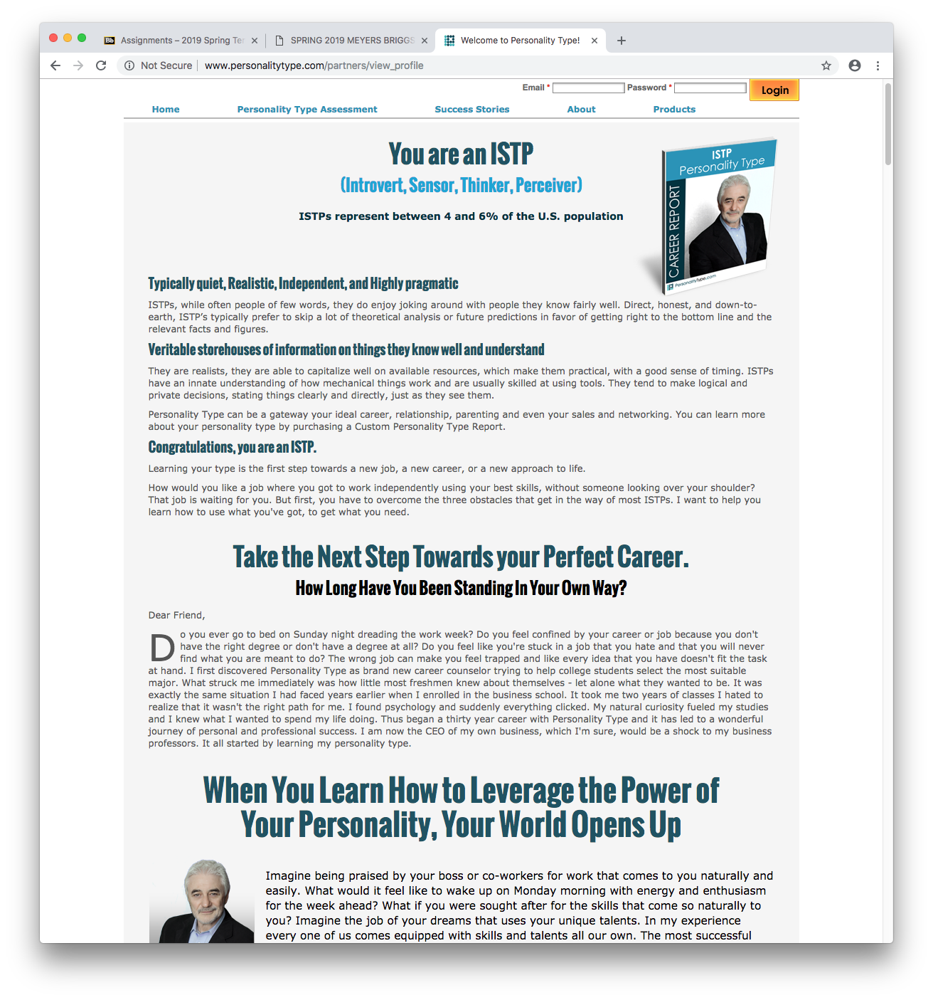 Assignments – 2019 Spring Ter
SPRING 2019 MEYERS BRIGGS
Welcome to Personality Type!
Not Secure
www.personalitytype.com/partners/view_profile
Email * Password * Login
Home Personality Type Assessment Success Stories About Products
You are an ISTP
(Introvert, Sensor, Thinker, Perceiver)
ISTPs represent between 4 and 6% of the U.S. population
ISTP
Personality Type
CAREER REPORT
PersonalityType.com
Typically quiet, Realistic, Independent, and Highly pragmatic
ISTPs, while often people of few words, they do enjoy joking around with people they know fairly well. Direct, honest, and down-to-
earth, ISTP’s typically prefer to skip a lot of theoretical analysis or future predictions in favor of getting right to the bottom line and the
relevant facts and figures.
Veritable storehouses of information on things they know well and understand
They are realists, they are able to capitalize well on available resources, which make them practical, with a good sense of timing. ISTPs
have an innate understanding of how mechanical things work and are usually skilled at using tools. They tend to make logical and
private decisions, stating things clearly and directly, just as they see them.
Personality Type can be a gateway your ideal career, relationship, parenting and even your sales and networking. You can learn more
about your personality type by purchasing a Custom Personality Type Report.
Congratulations, you are an ISTP.
Learning your type is the first step towards a new job, a new career, or a new approach to life.
How would you like a job where you got to work independently using your best skills, without someone looking over your shoulder?
That job is waiting for you. But first, you have to overcome the three obstacles that get in the way of most ISTPs. I want to help you
learn how to use what you've got, to get what you need.
Take the Next Step Towards your Perfect Career.
How Long Have You Been Standing In Your Own Way?
Dear Friend,
Do you ever go to bed on Sunday night dreading the work week? Do you feel confined by your career or job because you don't
have the right degree or don't have a degree at all? Do you feel like you're stuck in a job that you hate and that you will never
find what you are meant to do? The wrong job can make you feel trapped and like every idea that you have doesn't fit the task
at hand. I first discovered Personality Type as brand new career counselor trying to help college students select the most suitable
major. What struck me immediately was how little most freshmen knew about themselves - let alone what they wanted to be. It was
exactly the same situation I had faced years earlier when I enrolled in the business school. It took me two years of classes I hated to
realize that it wasn't the right path for me. I found psychology and suddenly everything clicked. My natural curiosity fueled my studies
and I knew what I wanted to spend my life doing. Thus began a thirty year career with Personality Type and it has led to a wonderful
journey of personal and professional success. I am now the CEO of my own business, which I'm sure, would be a shock to my business
professors. It all started by learning my personality type.
When You Learn How to Leverage the Power of
Your Personality, Your World Opens Up
Imagine being praised by your boss or co-workers for work that comes to you naturally and
easily. What would it feel like to wake up on Monday morning with energy and enthusiasm
for the week ahead? What if you were sought after for the skills that come so naturally to
you? Imagine the job of your dreams that uses your unique talents. In my experience
every one of us comes equipped with skills and talents all our own. The most successful